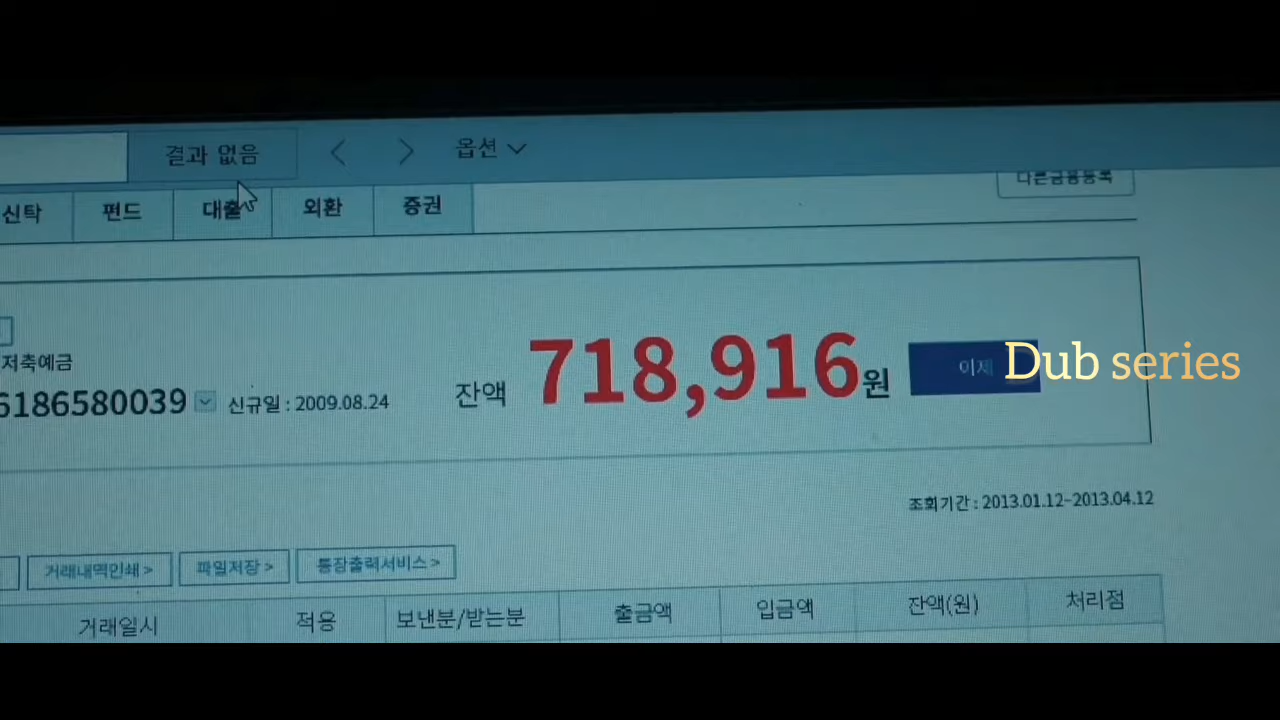 결과 없음
옵션
신탁 펀드 대출 외환 증권
다른금융등록
저축예금
6186580039 신규일 : 2009.08.24
잔액 718,916원
이체
Dub series
조회기간 : 2013.01.12~2013.04.12
거래내역인쇄 > 파일저장 > 통장출력서비스 >
거래일시 적용 보낸분/받는분 출금액 입금액 잔액(원) 처리점